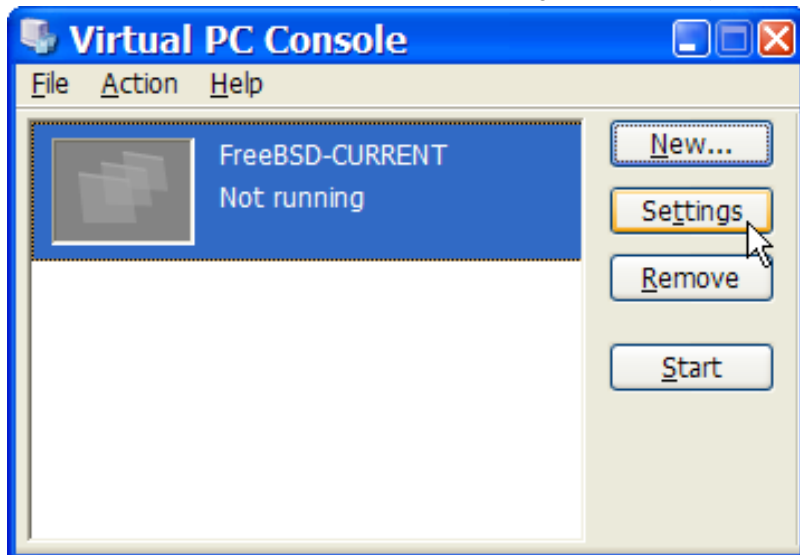 Virtual PC Console
File Action Help
FreeBSD-CURRENT
Not running
New...
Settings
Remove
Start